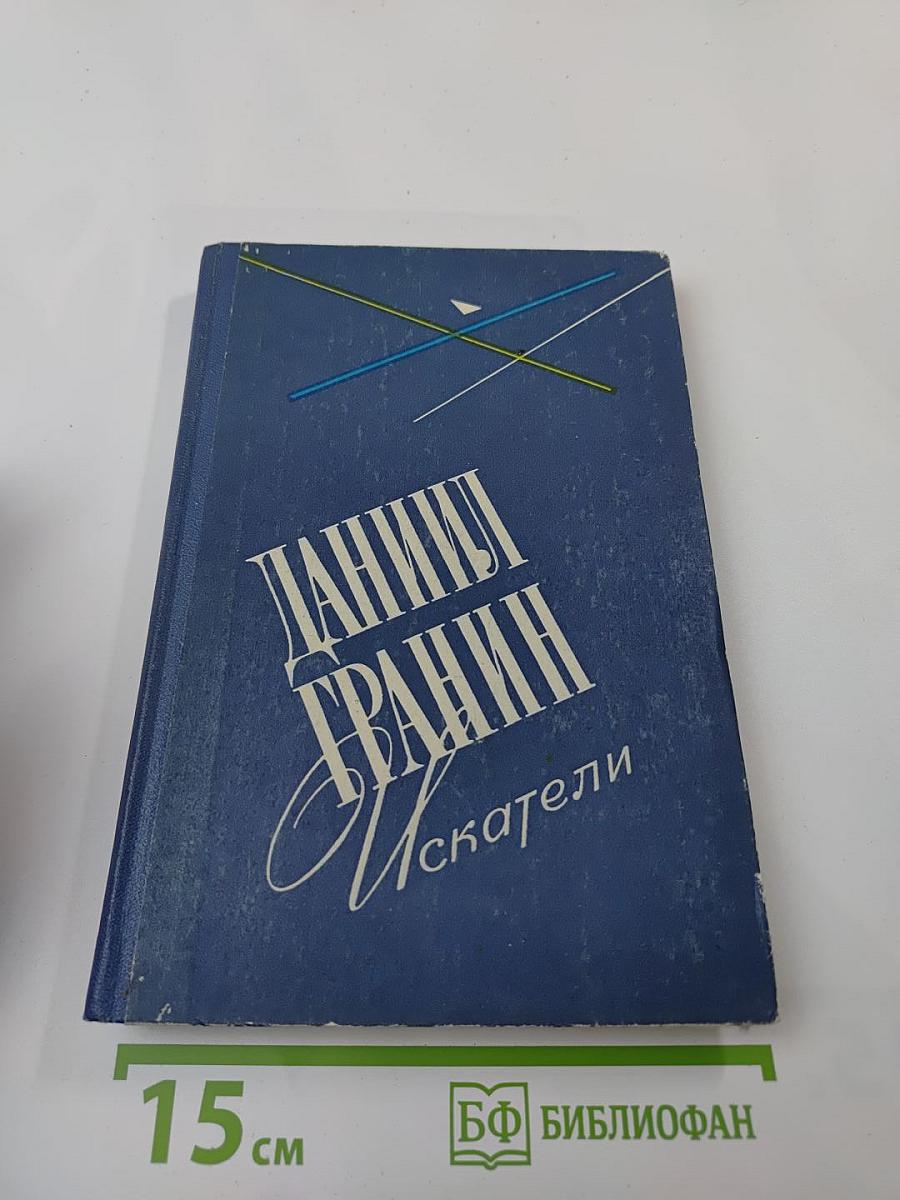 ДАНИИЛ
ГРАНИН
Искатели
15 см
БФ БИБЛИОФАН